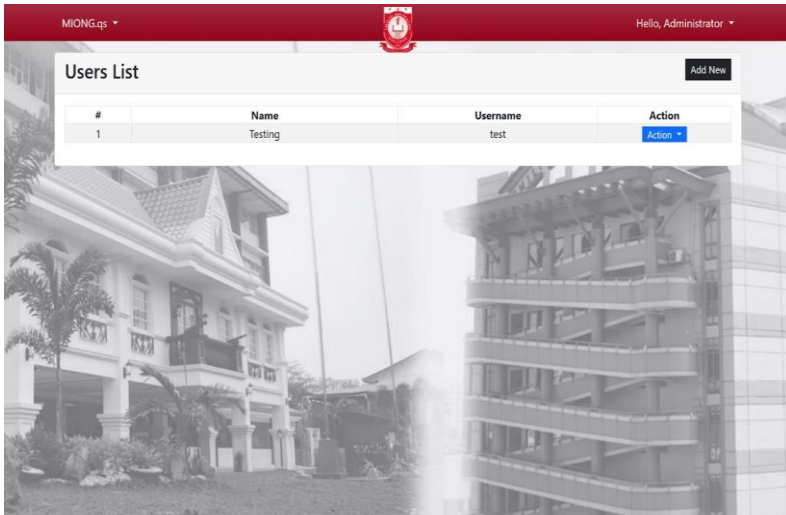 MIONG.qs
Hello, Administrator
Users List
Add New
# Name Username Action
1 Testing test Action